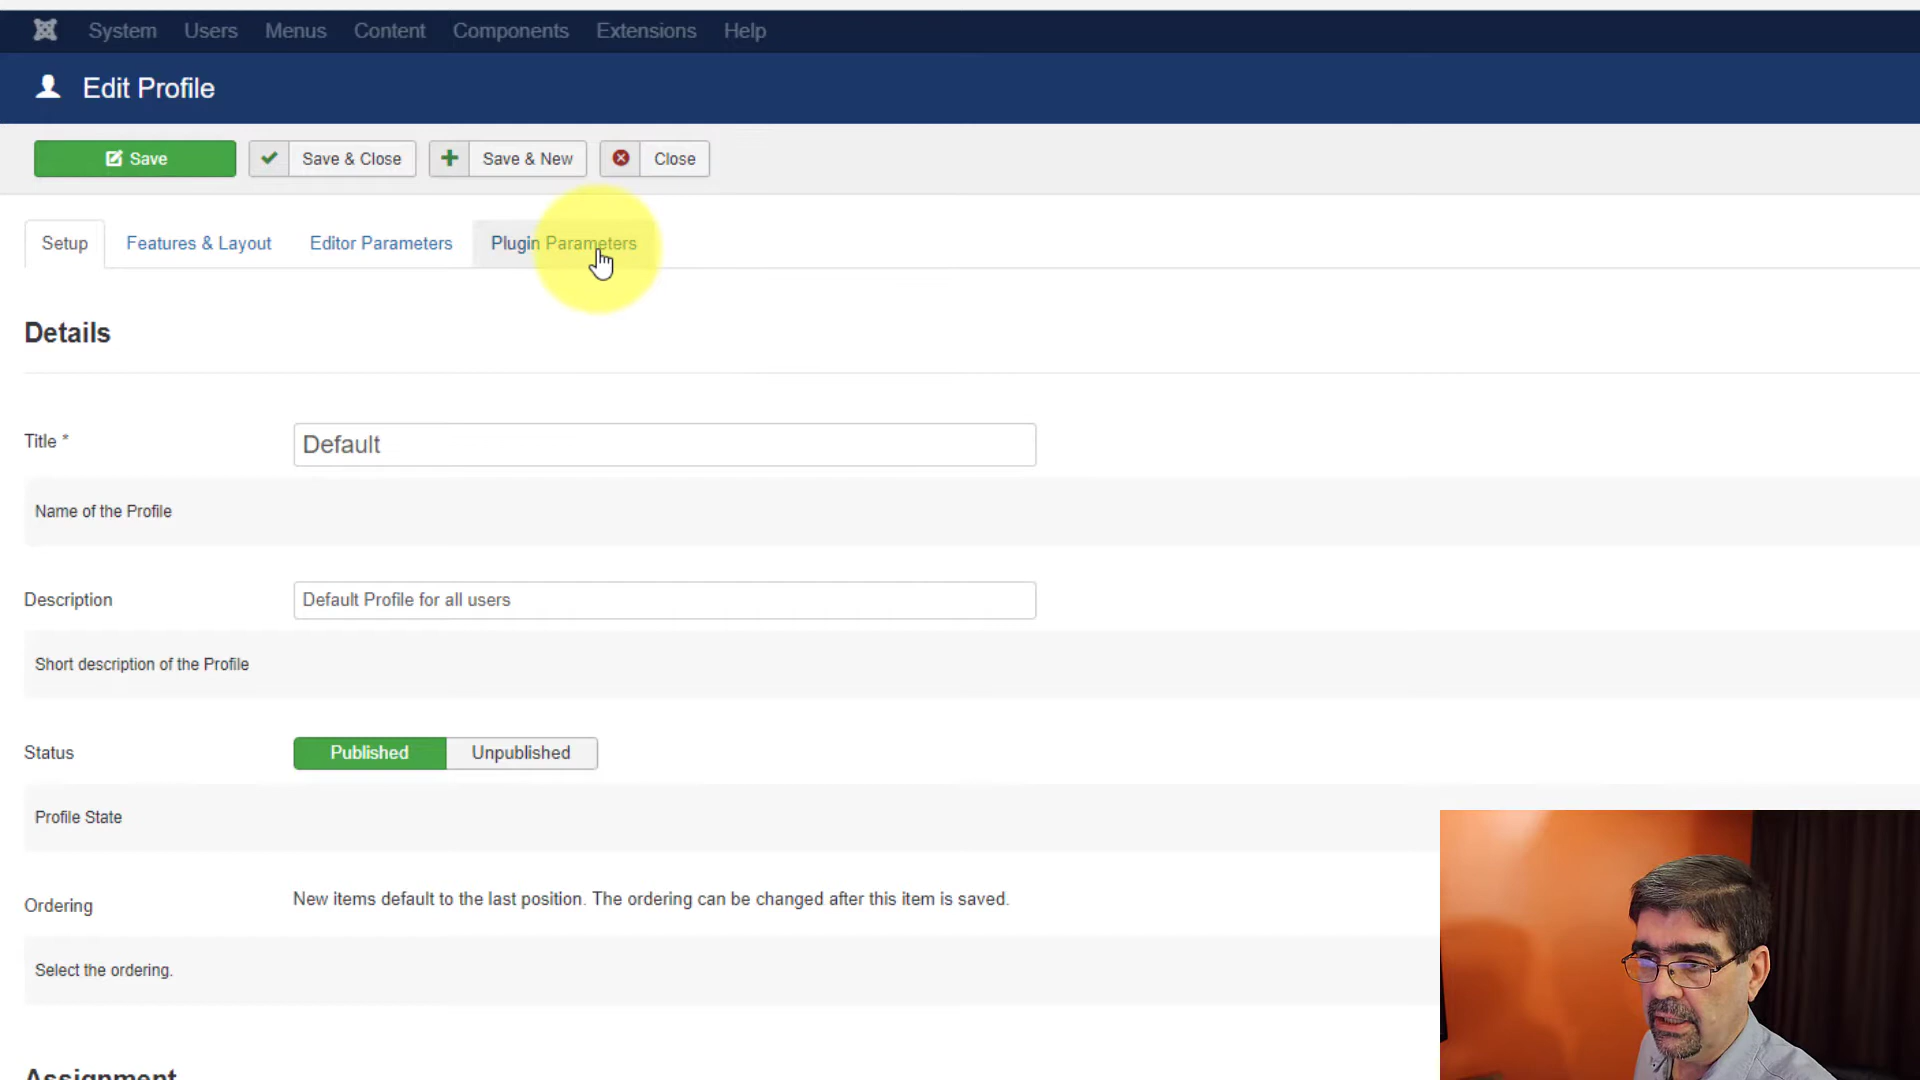 System Users Menus Content Components Extensions Help
Edit Profile
Save Save & Close Save & New Close
Setup Features & Layout Editor Parameters Plugin Parameters
Details
Title * Default
Name of the Profile
Description Default Profile for all users
Short description of the Profile
Status Published Unpublished
Profile State
Ordering New items default to the last position. The ordering can be changed after this item is saved.
Select the ordering.
Assignment